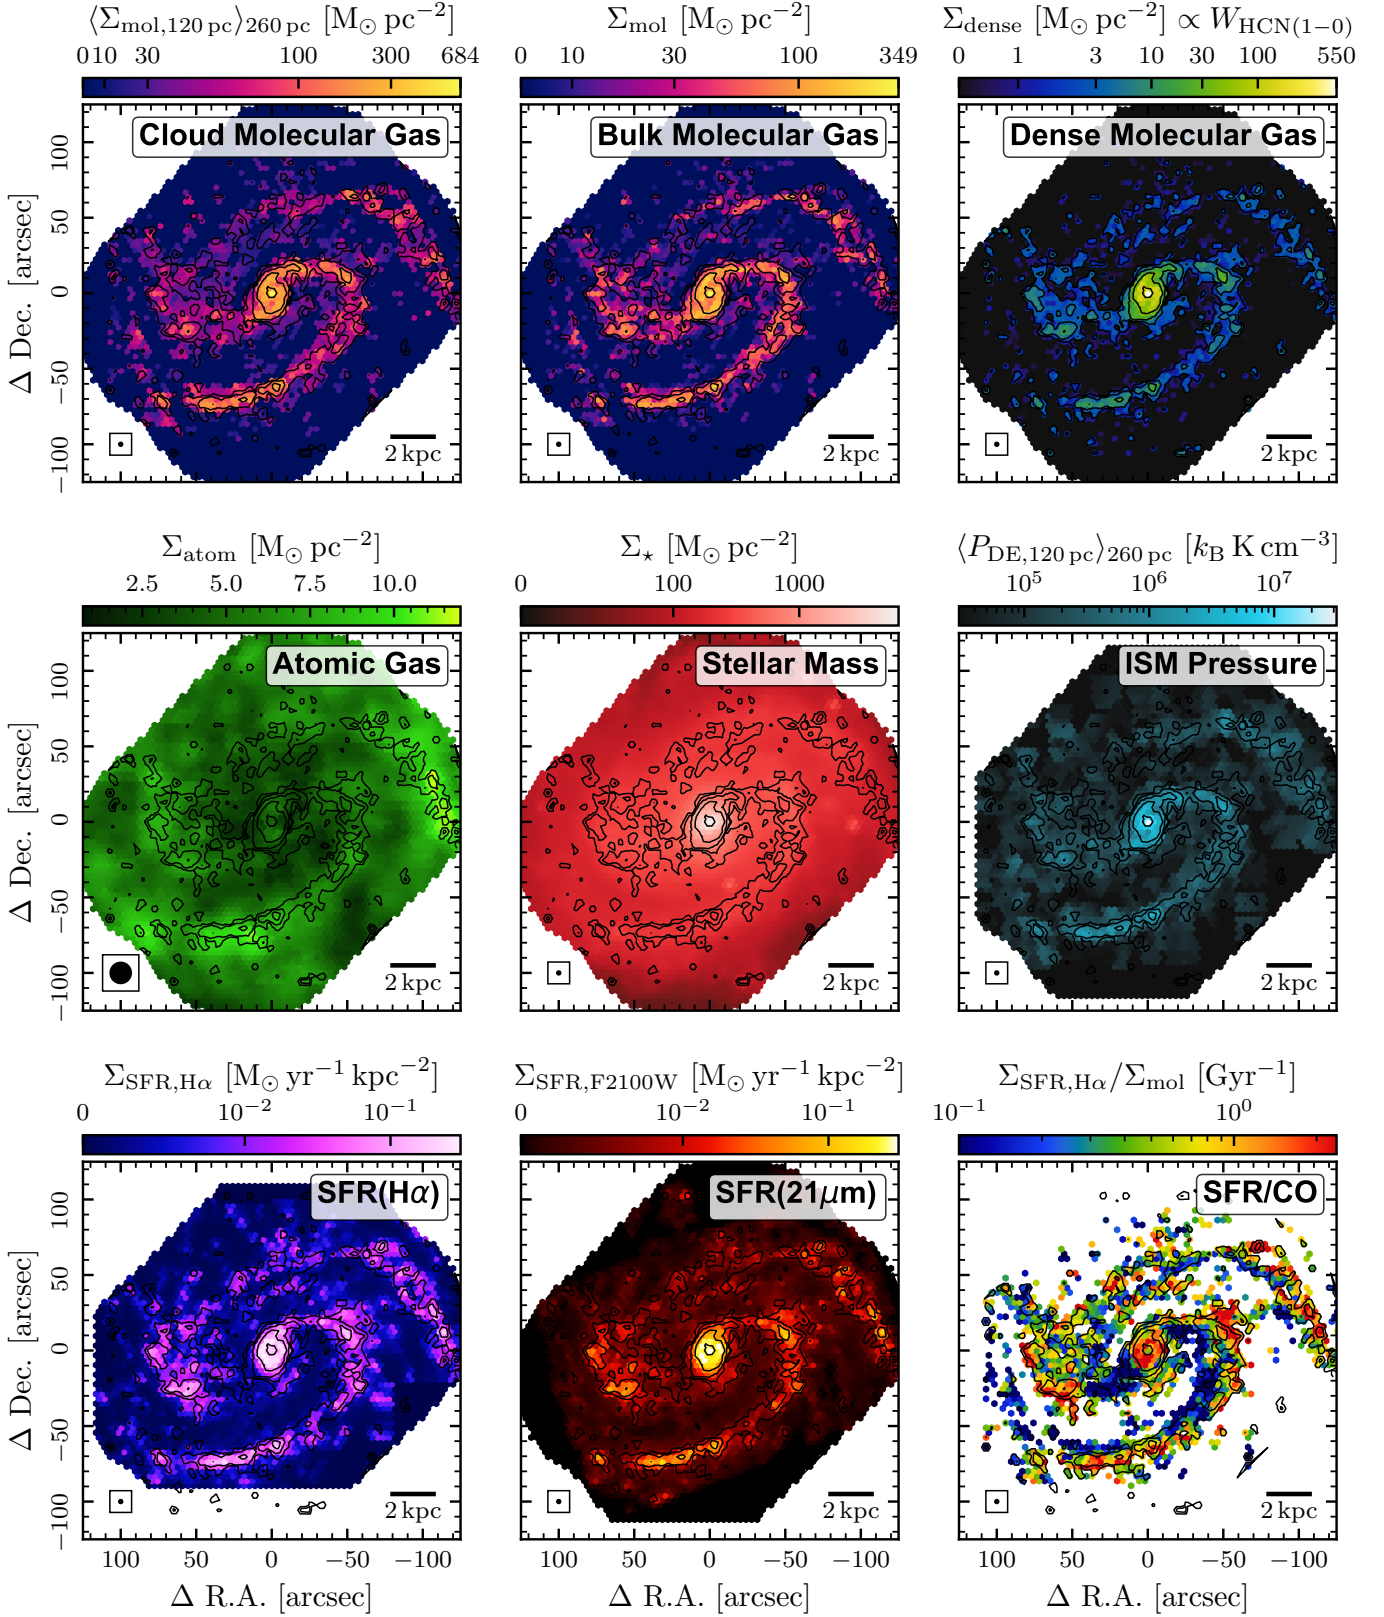 ⟨Σmol,120 pc⟩260 pc [M⊙ pc−2] Σmol [M⊙ pc−2] Σdense [M⊙ pc−2] ∝ WHCN(1−0)
0 10 30 100 300 684 0 10 30 100 349 0 1 3 10 30 100 550
Cloud Molecular Gas Bulk Molecular Gas Dense Molecular Gas
Δ Dec. [arcsec]
100
50
0
−50
−100
2 kpc 2 kpc 2 kpc
Σatom [M⊙ pc−2] Σ⋆ [M⊙ pc−2] ⟨PDE,120 pc⟩260 pc [kB K cm−3]
2.5 5.0 7.5 10.0 0 100 1000 10^5 10^6 10^7
Atomic Gas Stellar Mass ISM Pressure
Δ Dec. [arcsec]
100
50
0
−50
−100
2 kpc 2 kpc 2 kpc
ΣSFR,Hα [M⊙ yr−1 kpc−2] ΣSFR,F2100W [M⊙ yr−1 kpc−2] ΣSFR,Hα/Σmol [Gyr−1]
0 10^−2 10^−1 0 10^−2 10^−1 10^−1 10^0
SFR(Hα) SFR(21μm) SFR/CO
Δ Dec. [arcsec]
100
50
0
−50
−100
2 kpc 2 kpc 2 kpc
100 50 0 −50 −100 100 50 0 −50 −100 100 50 0 −50 −100
Δ R.A. [arcsec] Δ R.A. [arcsec] Δ R.A. [arcsec]